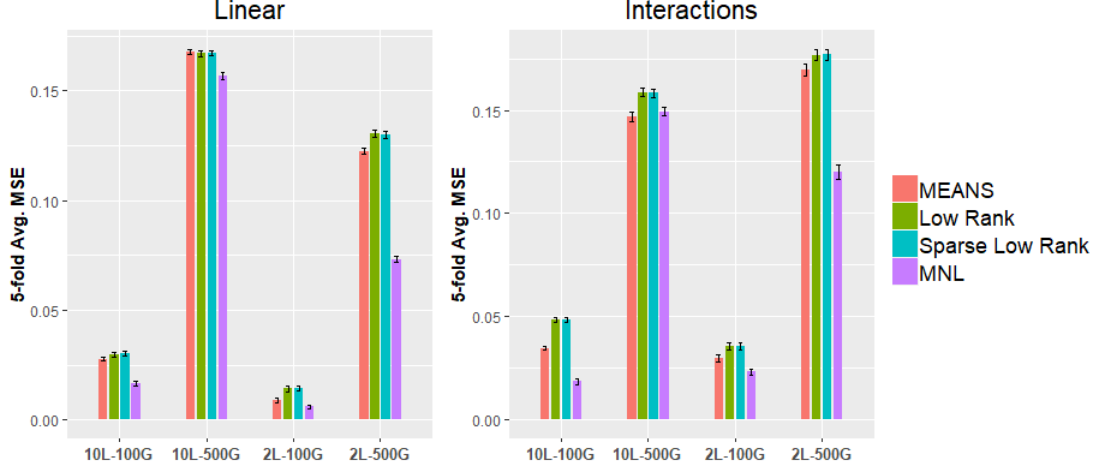 Linear
Interactions
5-fold Avg. MSE
0.15
0.10
0.05
0.00
10L-100G 10L-500G 2L-100G 2L-500G
5-fold Avg. MSE
0.15
0.10
0.05
0.00
10L-100G 10L-500G 2L-100G 2L-500G
MEANS
Low Rank
Sparse Low Rank
MNL